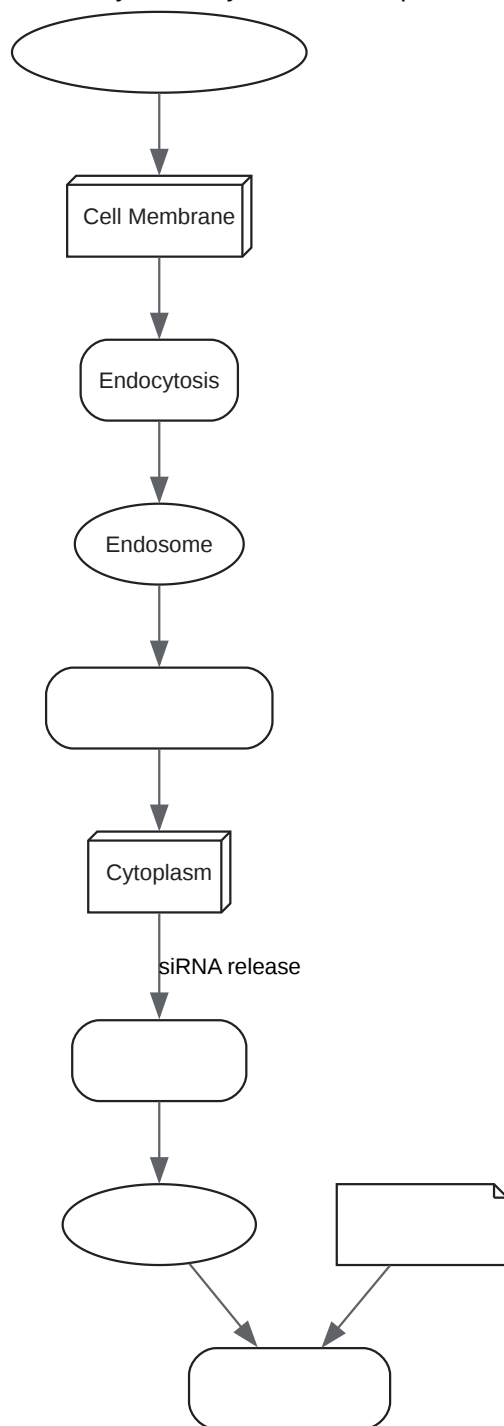 Cell Membrane
Endocytosis
Endosome
Cytoplasm
siRNA release